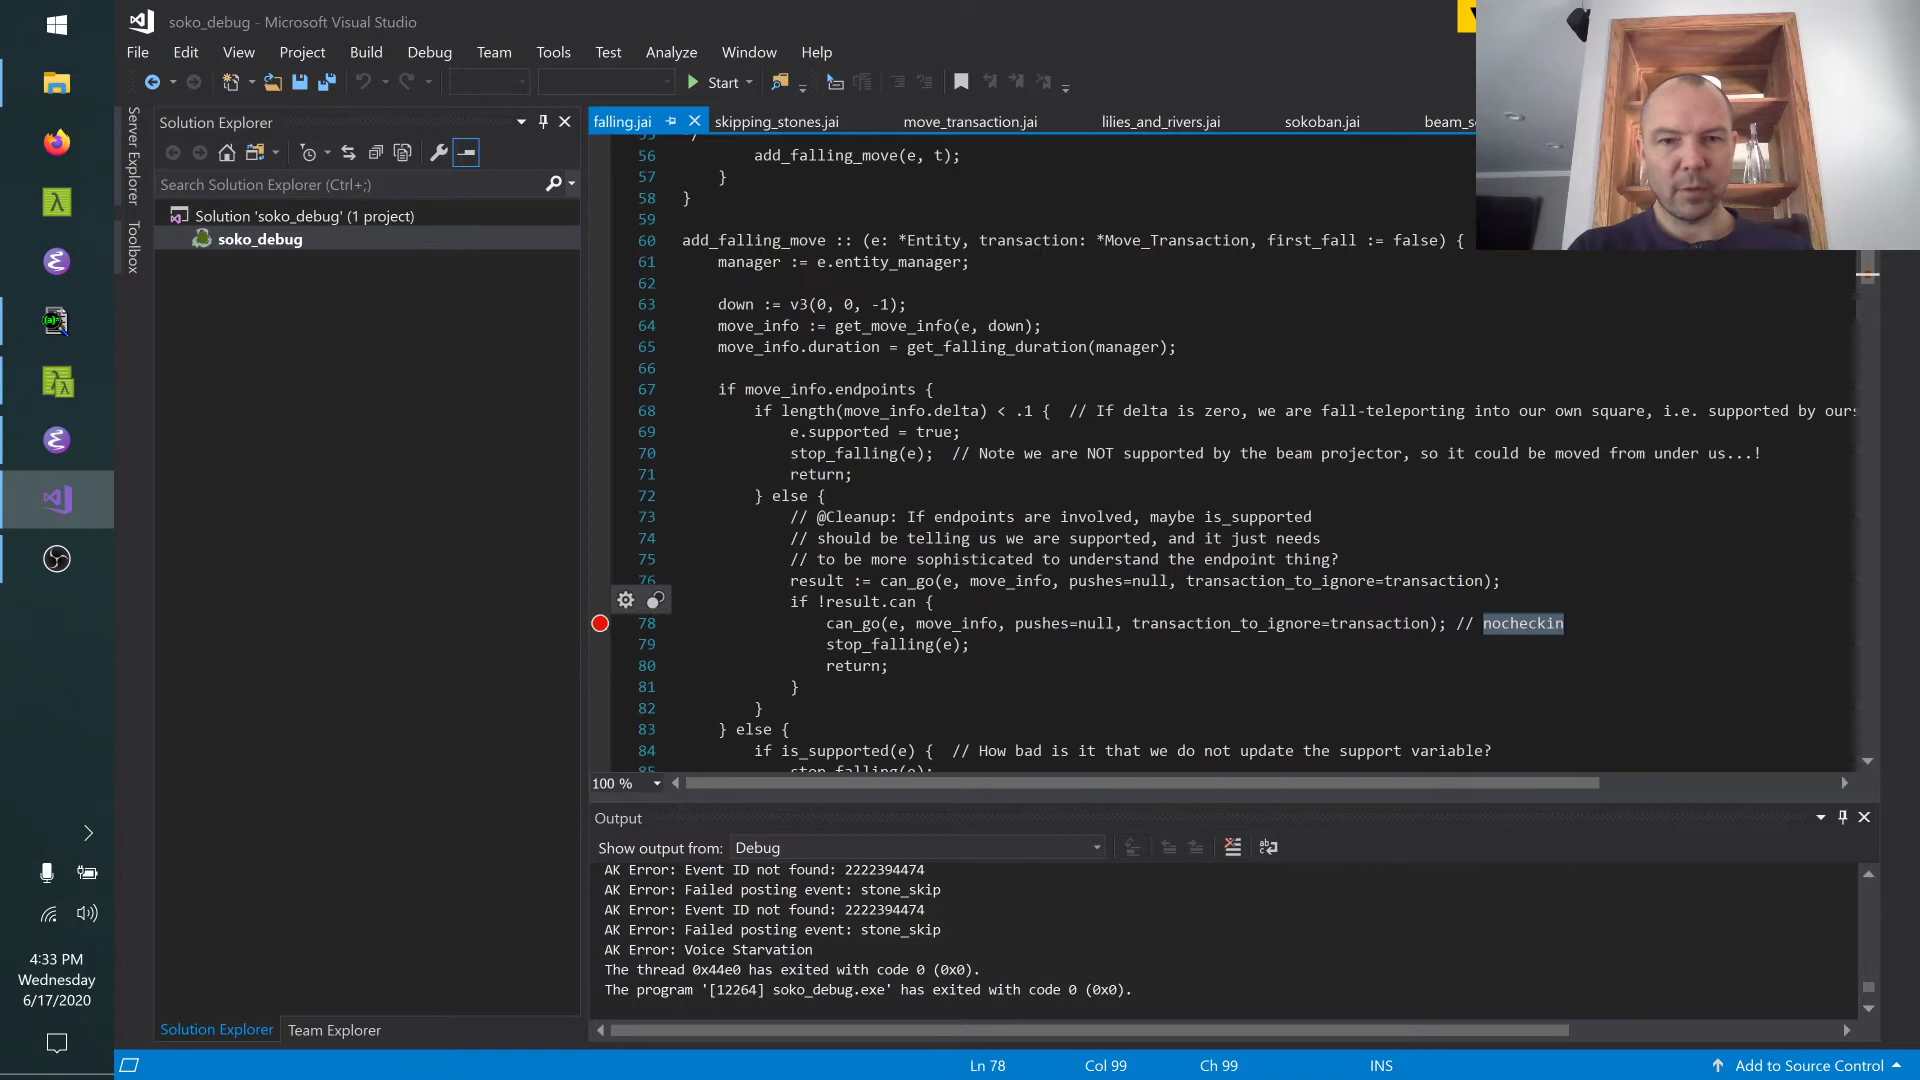 soko_debug - Microsoft Visual Studio
File Edit View Project Build Debug Team Tools Test Analyze Window Help
Start
Server Explorer
Toolbox
Solution Explorer
Search Solution Explorer (Ctrl+;)
Solution 'soko_debug' (1 project)
soko_debug
falling.jai skipping_stones.jai move_transaction.jai lilies_and_rivers.jai sokoban.jai beam_s
56 add_falling_move(e, t);
57 }
58 }
59
60 add_falling_move :: (e: *Entity, transaction: *Move_Transaction, first_fall := false) {
61 manager := e.entity_manager;
62
63 down := v3(0, 0, -1);
64 move_info := get_move_info(e, down);
65 move_info.duration = get_falling_duration(manager);
66
67 if move_info.endpoints {
68 if length(move_info.delta) < .1 { // If delta is zero, we are fall-teleporting into our own square, i.e. supported by ours
69 e.supported = true;
70 stop_falling(e); // Note we are NOT supported by the beam projector, so it could be moved from under us...!
71 return;
72 } else {
73 // @Cleanup: If endpoints are involved, maybe is_supported
74 // should be telling us we are supported, and it just needs
75 // to be more sophisticated to understand the endpoint thing?
76 result := can_go(e, move_info, pushes=null, transaction_to_ignore=transaction);
if !result.can {
78 can_go(e, move_info, pushes=null, transaction_to_ignore=transaction); // nocheckin
79 stop_falling(e);
80 return;
81 }
82 }
83 } else {
84 if is_supported(e) { // How bad is it that we do not update the support variable?
85 stop_falling(e);
100 %
Output
Show output from: Debug
AK Error: Event ID not found: 2222394474
AK Error: Failed posting event: stone_skip
AK Error: Event ID not found: 2222394474
AK Error: Failed posting event: stone_skip
AK Error: Voice Starvation
The thread 0x44e0 has exited with code 0 (0x0).
The program '[12264] soko_debug.exe' has exited with code 0 (0x0).
4:33 PM
Wednesday
6/17/2020
Solution Explorer Team Explorer
Ln 78 Col 99 Ch 99 INS Add to Source Control